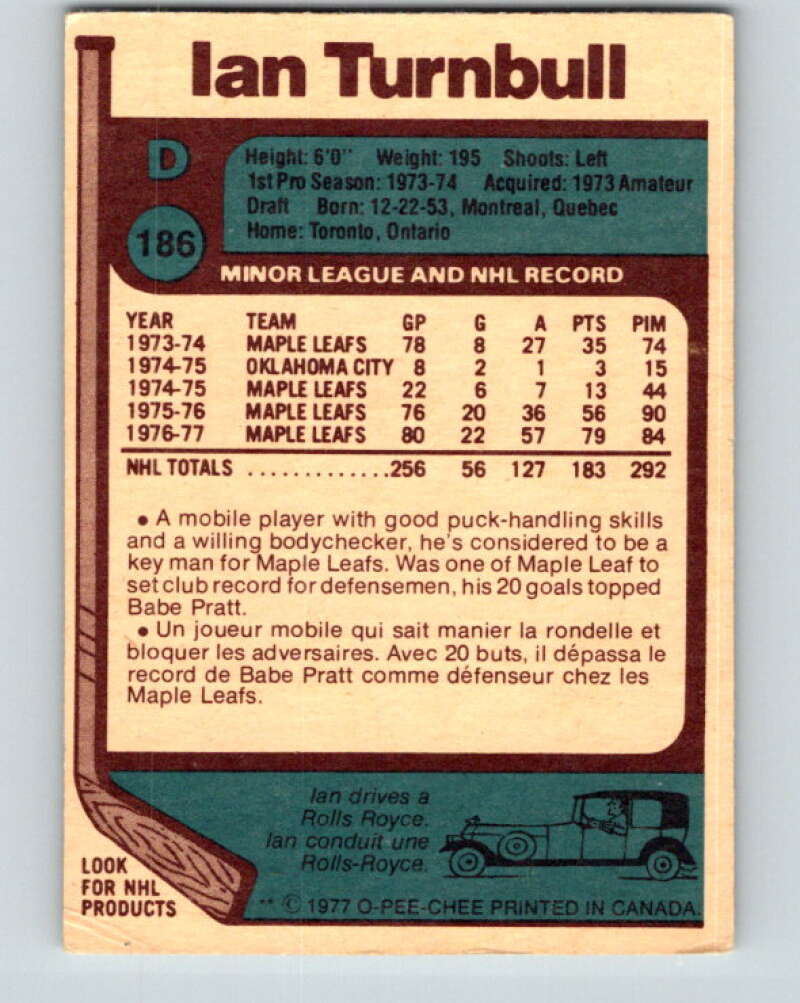 Ian Turnbull
D
Height: 6'0" Weight: 195 Shoots: Left
1st Pro Season: 1973-74 Acquired: 1973 Amateur
Draft Born: 12-22-53, Montreal, Quebec
Home: Toronto, Ontario
186
MINOR LEAGUE AND NHL RECORD
YEAR TEAM GP G A PTS PIM
1973-74 MAPLE LEAFS 78 8 27 35 74
1974-75 OKLAHOMA CITY 8 2 1 3 15
1974-75 MAPLE LEAFS 22 6 7 13 44
1975-76 MAPLE LEAFS 76 20 36 56 90
1976-77 MAPLE LEAFS 80 22 57 79 84
NHL TOTALS .............256 56 127 183 292
• A mobile player with good puck-handling skills
and a willing bodychecker, he's considered to be a
key man for Maple Leafs. Was one of Maple Leaf to
set club record for defensemen, his 20 goals topped
Babe Pratt.
• Un joueur mobile qui sait manier la rondelle et
bloquer les adversaires. Avec 20 buts, il dépassa le
record de Babe Pratt comme défenseur chez les
Maple Leafs.
Ian drives a
Rolls Royce.
Ian conduit une
Rolls-Royce.
LOOK
FOR NHL
PRODUCTS
** © 1977 O-PEE-CHEE PRINTED IN CANADA.